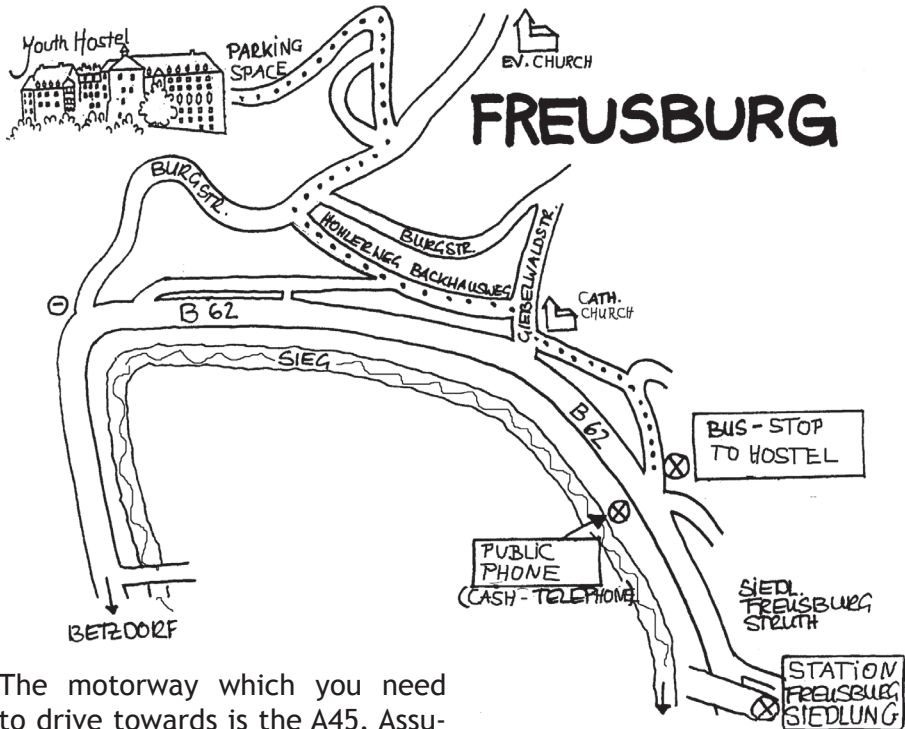 Youth Hostel
PARKING
SPACE
EV. CHURCH
FREUSBURG
BURGSTR.
HOHLERWEG BACKHAUSWEG
BURGSTR.
GIEBELWALDSTR.
CATH.
CHURCH
B 62
SIEG
B 62
BUS-STOP
TO HOSTEL
PUBLIC
PHONE
(CASH-TELEPHONE)
BETZDORF
SIEDL.
FREUSBURG
STRUTH
STATION
FREUSBURG
SIEDLUNG
The motorway which you need
to drive towards is the A45. Assu-